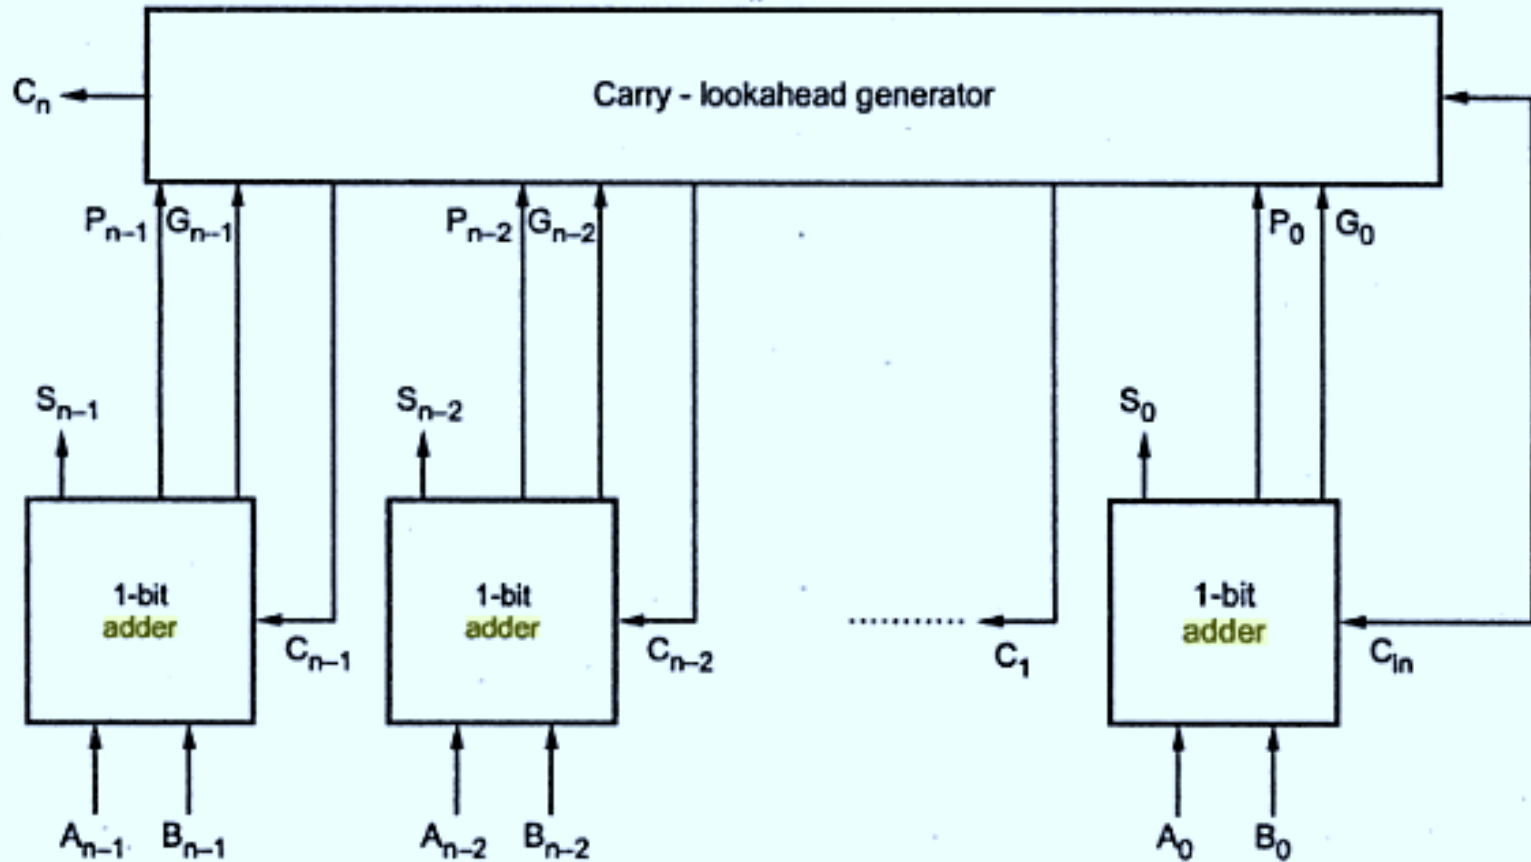 Carry - lookahead generator
Cₙ
Pₙ₋₁ Gₙ₋₁ Pₙ₋₂ Gₙ₋₂ P₀ G₀
Sₙ₋₁ Sₙ₋₂ S₀
1-bit adder
1-bit adder
1-bit adder
Cₙ₋₁ Cₙ₋₂ .......... C₁ Cᵢₙ
Aₙ₋₁ Bₙ₋₁ Aₙ₋₂ Bₙ₋₂ A₀ B₀